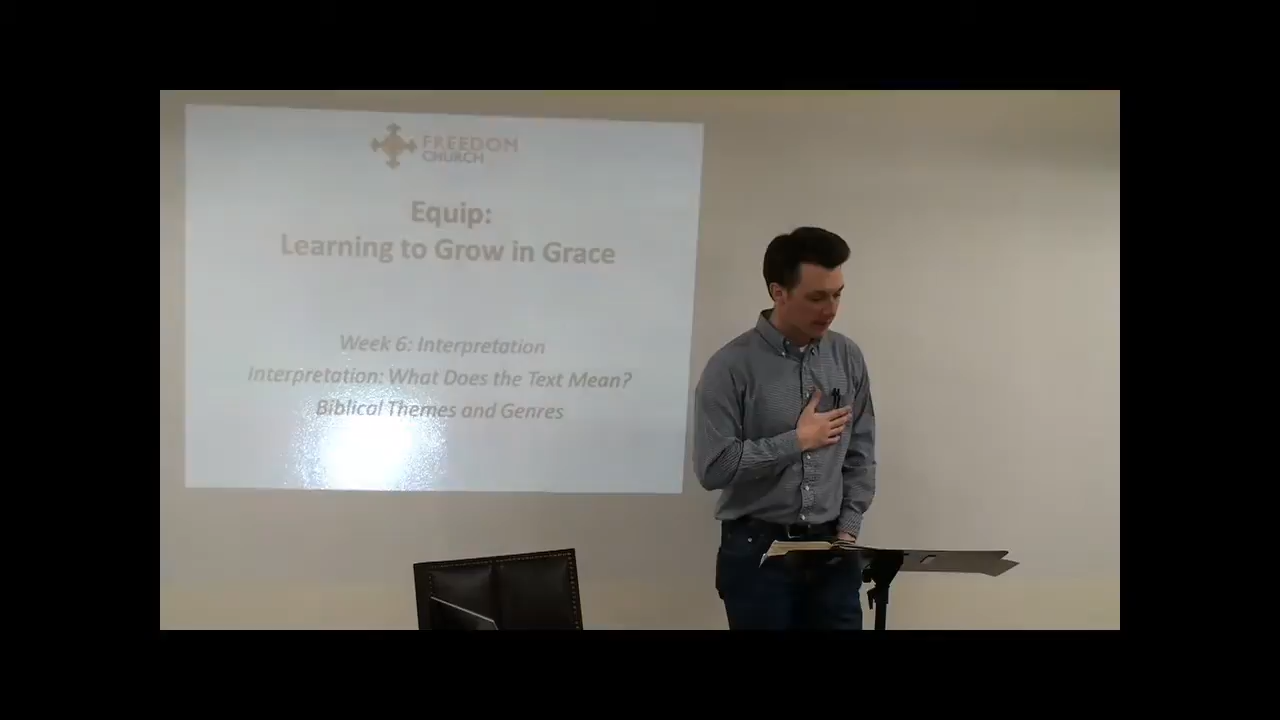 FREEDOM
CHURCH
Equip:
Learning to Grow in Grace
Week 6: Interpretation
Interpretation: What Does the Text Mean?
Biblical Themes and Genres